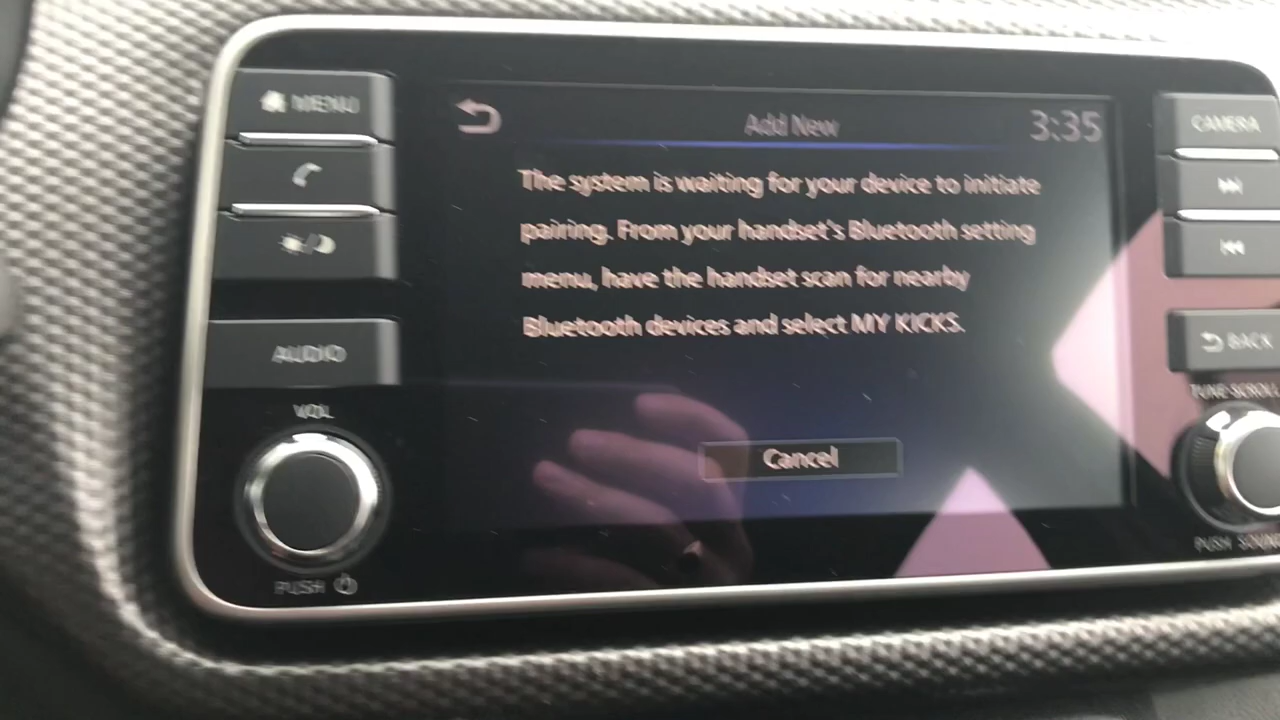 MENU
Add New
3:35
CAMERA
The system is waiting for your device to initiate
pairing. From your handset's Bluetooth setting
menu, have the handset scan for nearby
Bluetooth devices and select MY KICKS.
AUDIO
BACK
VOL
TUNE·SCROLL
Cancel
PUSH
PUSH SOUND